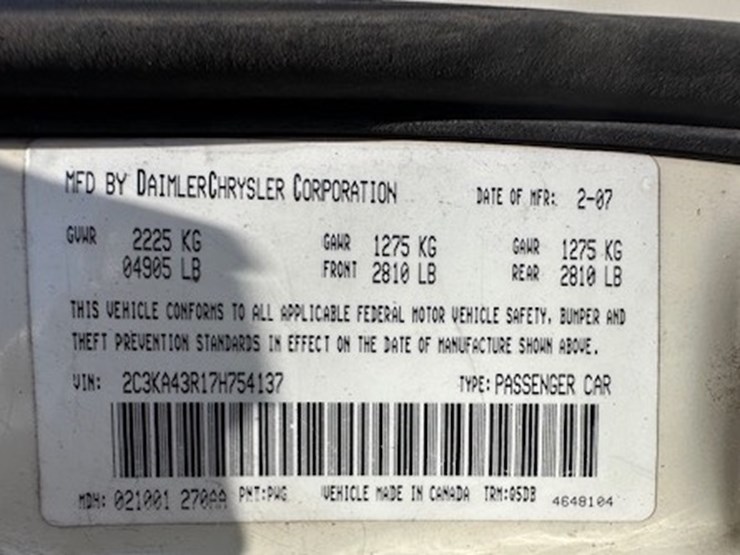 MFD BY DAIMLERCHRYSLER CORPORATION DATE OF MFR: 2-07
GVWR 2225 KG GAWR 1275 KG GAWR 1275 KG
04905 LB FRONT 2810 LB REAR 2810 LB
THIS VEHICLE CONFORMS TO ALL APPLICABLE FEDERAL MOTOR VEHICLE SAFETY, BUMPER AND
THEFT PREVENTION STANDARDS IN EFFECT ON THE DATE OF MANUFACTURE SHOWN ABOVE.
VIN: 2C3KA43R17H754137 TYPE: PASSENGER CAR
MDH: 021001 270AA PNT:PWG VEHICLE MADE IN CANADA TRM:Q5DB 4648104